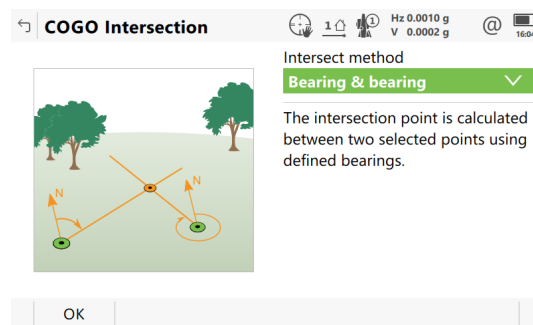 COGO Intersection
1
1
Hz 0.0010 g
V 0.0002 g
@
16:04
Intersect method
Bearing & bearing
The intersection point is calculated
between two selected points using
defined bearings.
N
N
OK